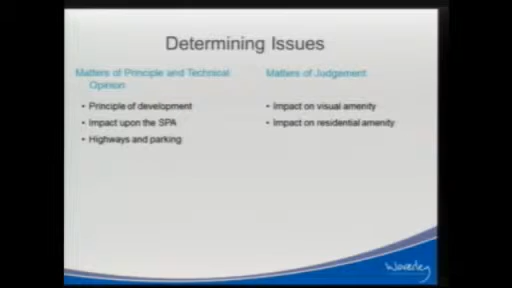 Determining Issues
Matters of Principle and Technical
Opinion
• Principle of development
• Impact upon the SPA
• Highways and parking
Matters of Judgement
• Impact on visual amenity
• Impact on residential amenity
Waverley